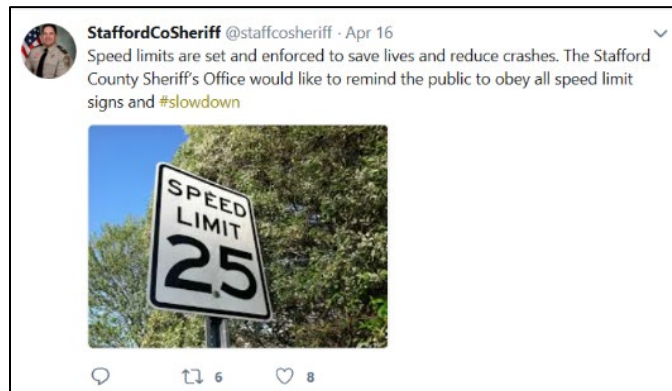 StaffordCoSheriff @staffcosheriff · Apr 16
Speed limits are set and enforced to save lives and reduce crashes. The Stafford
County Sheriff's Office would like to remind the public to obey all speed limit
signs and #slowdown
SPEED
LIMIT
25
6 8